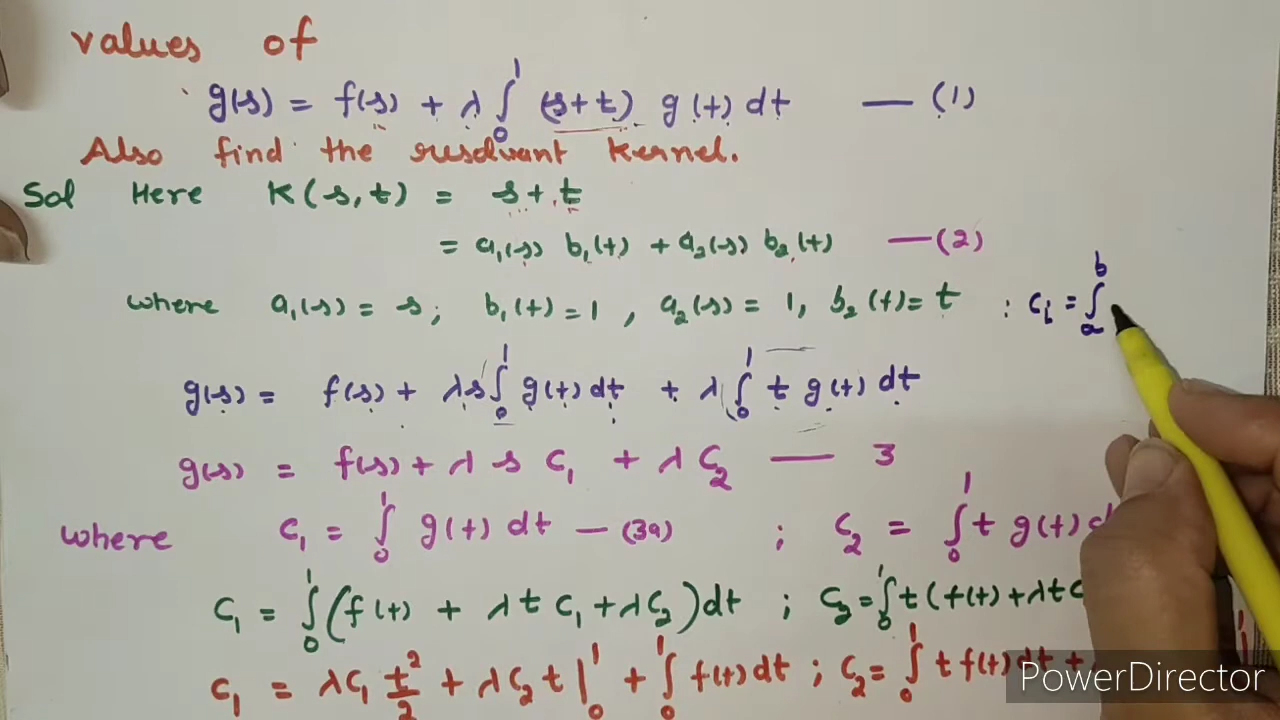 values of
g(s) = f(s) + λ ∫₀¹ (s+t) g(t) dt — (1)
Also find the resolvant kernel.
Sol Here K(s,t) = s+t
= a₁(s) b₁(t) + a₂(s) b₂(t) — (2)
where a₁(s) = s; b₁(t) = 1, a₂(s) = 1, b₂(t) = t : cᵢ = ∫ₐᵇ
g(s) = f(s) + λs ∫₀¹ g(t) dt + λ ∫₀¹ t g(t) dt
g(s) = f(s) + λ s c₁ + λ c₂ — 3
where c₁ = ∫₀¹ g(t) dt — (3a) ; c₂ = ∫₀¹ t g(t) d
c₁ = ∫₀¹ (f(t) + λ t c₁ + λ c₂) dt ; c₂ = ∫₀¹ t (f(t) + λ t c
c₁ = λ c₁ t²/2 + λ c₂ t |₀¹ + ∫₀¹ f(t) dt ; c₂ = ∫₀¹ t f(t) dt +
PowerDirector